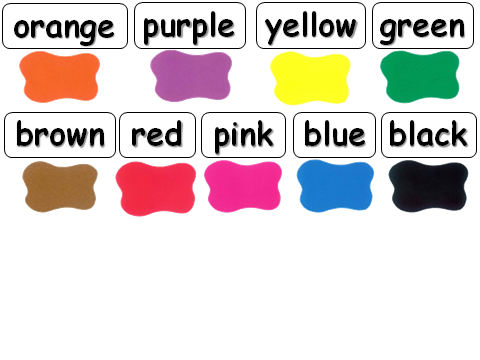 orange purple yellow green
brown red pink blue black